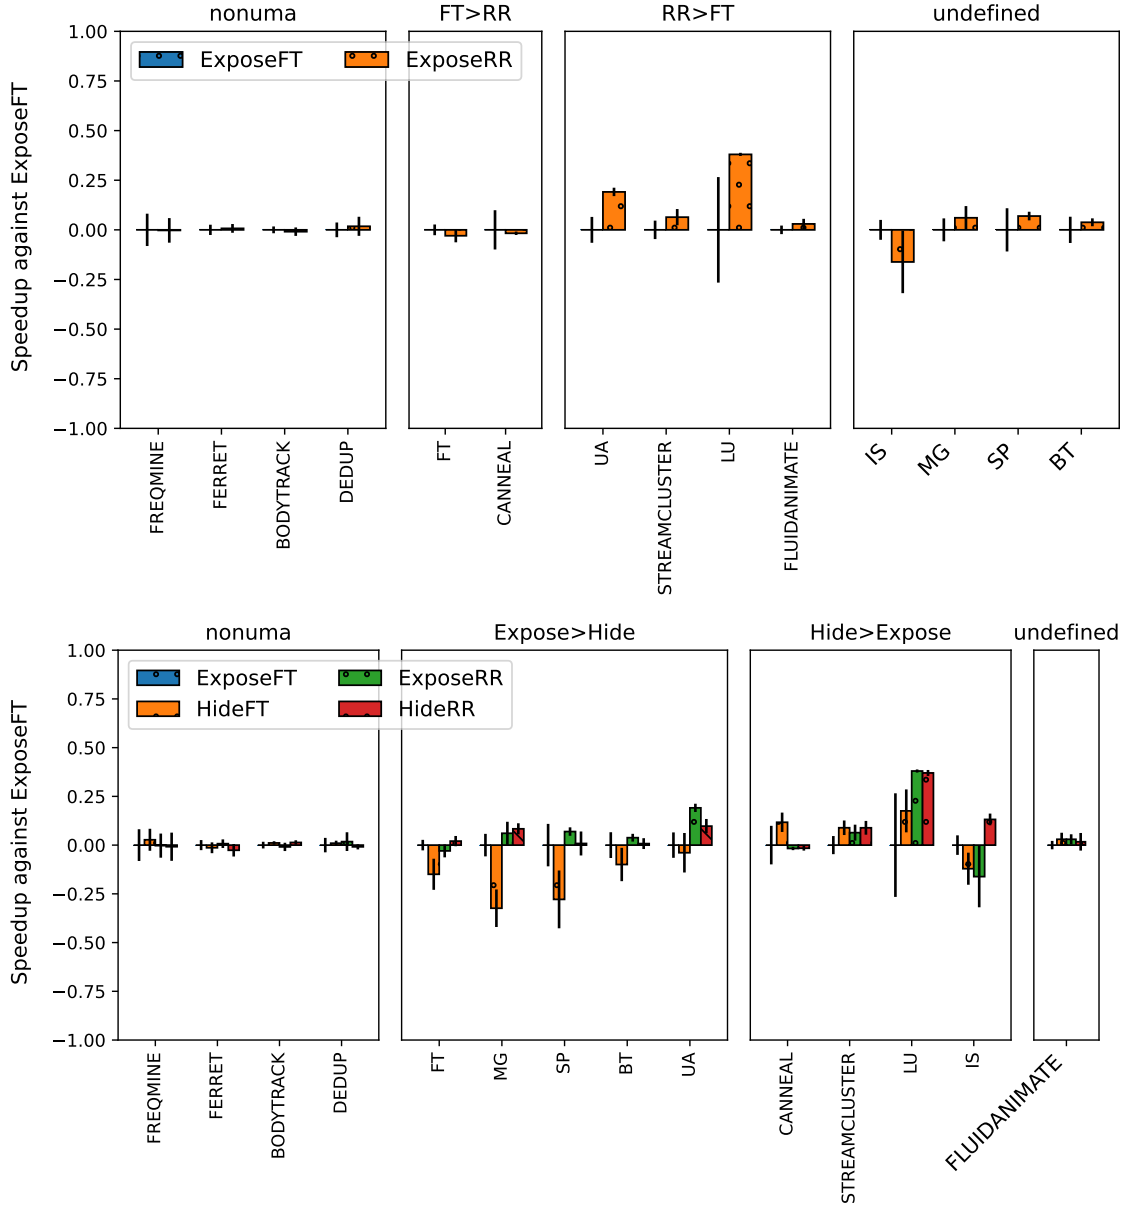 nonuma FT>RR RR>FT undefined
1.00
0.75
0.50
0.25
0.00
−0.25
−0.50
−0.75
−1.00
Speedup against ExposeFT
ExposeFT ExposeRR
FREQMINE FERRET BODYTRACK DEDUP FT CANNEAL UA STREAMCLUSTER LU FLUIDANIMATE IS MG SP BT
nonuma Expose>Hide Hide>Expose undefined
1.00
0.75
0.50
0.25
0.00
−0.25
−0.50
−0.75
−1.00
Speedup against ExposeFT
ExposeFT ExposeRR
HideFT HideRR
FREQMINE FERRET BODYTRACK DEDUP FT MG SP BT UA CANNEAL STREAMCLUSTER LU IS FLUIDANIMATE